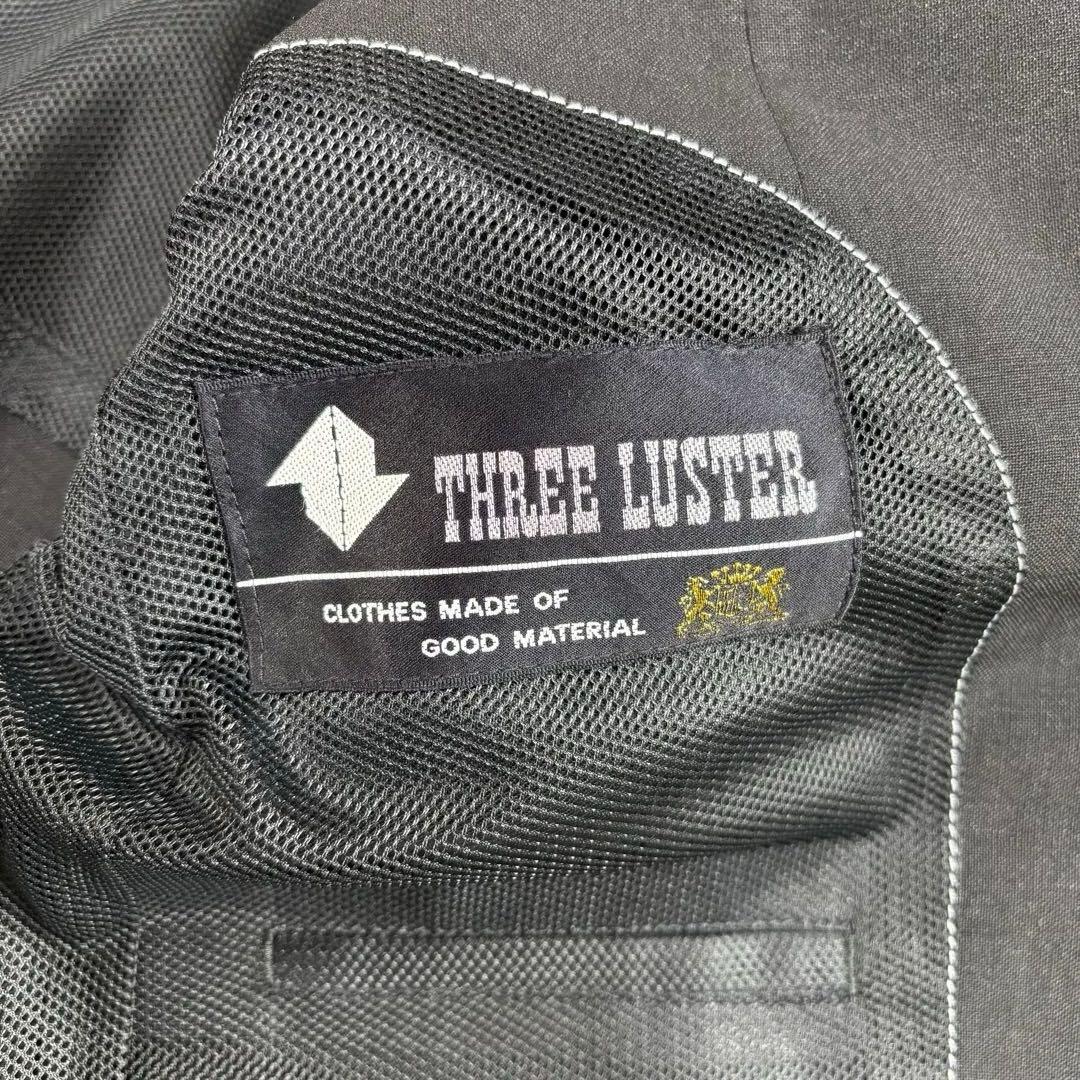 THREE LUSTER
CLOTHES MADE OF
GOOD MATERIAL